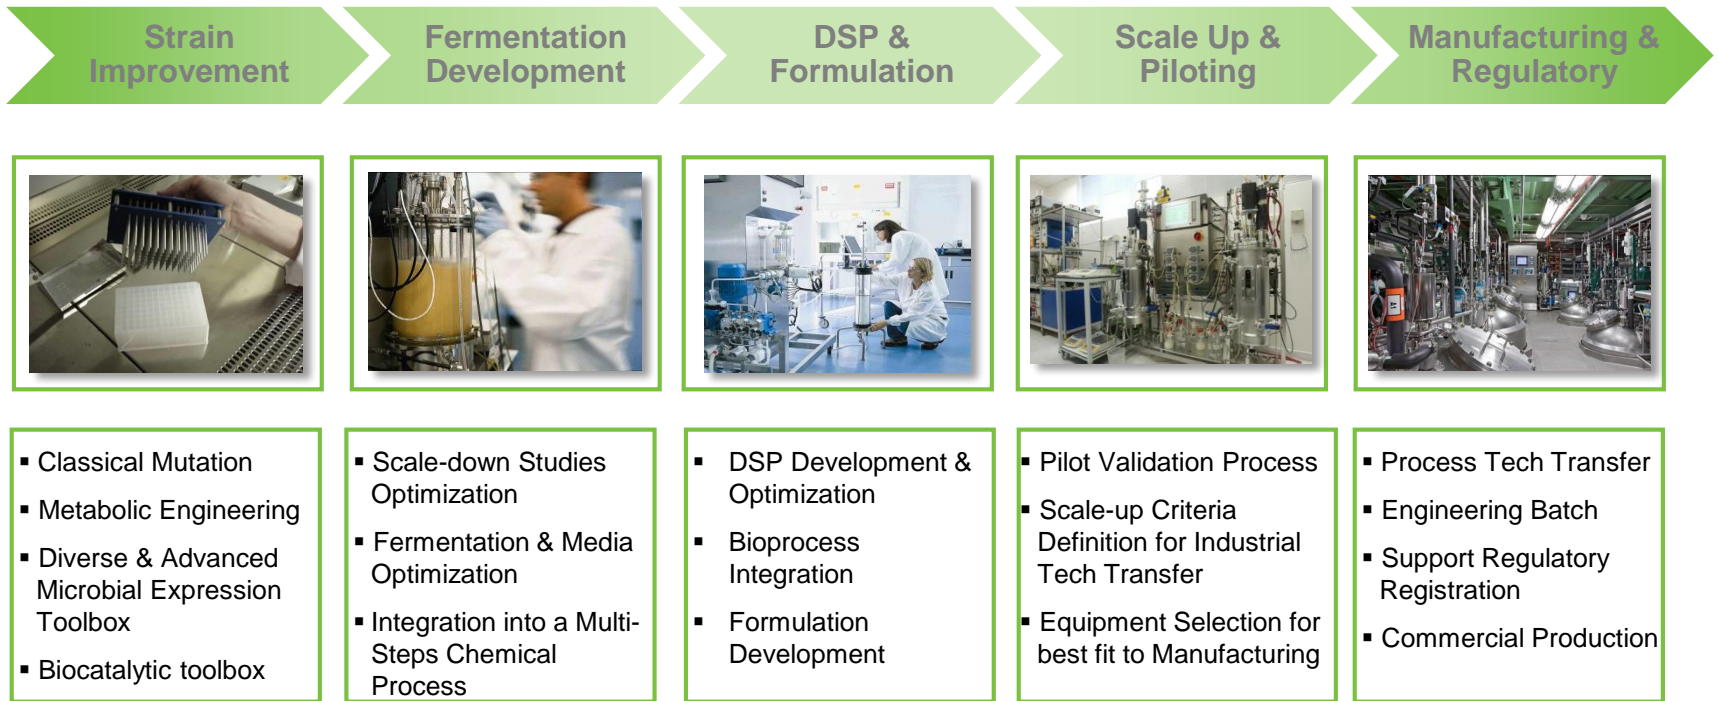 Strain
Improvement
Fermentation
Development
DSP &
Formulation
Scale Up &
Piloting
Manufacturing &
Regulatory
▪ Classical Mutation
▪ Metabolic Engineering
▪ Diverse & Advanced
Microbial Expression
Toolbox
▪ Biocatalytic toolbox
▪ Scale-down Studies
Optimization
▪ Fermentation & Media
Optimization
▪ Integration into a Multi-
Steps Chemical
Process
▪ DSP Development &
Optimization
▪ Bioprocess
Integration
▪ Formulation
Development
▪ Pilot Validation Process
▪ Scale-up Criteria
Definition for Industrial
Tech Transfer
▪ Equipment Selection for
best fit to Manufacturing
▪ Process Tech Transfer
▪ Engineering Batch
▪ Support Regulatory
Registration
▪ Commercial Production